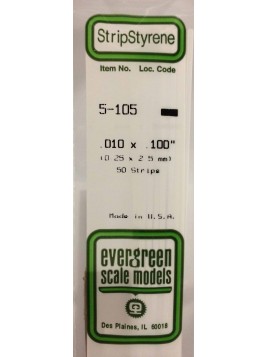 StripStyrene
Item No. Loc. Code
5-105
.010 x .100"
(0 25 x 2 5 mm)
50 Strips
Made in U.S.A.
evergreen
scale models
Des Plaines, IL 60018